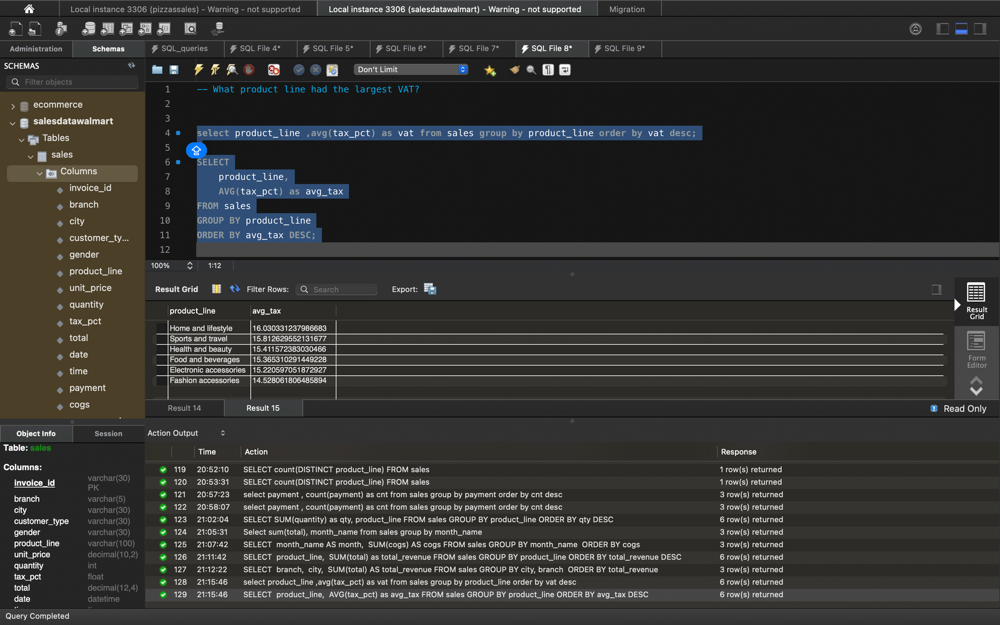 Local instance 3306 (pizzassales) - Warning - not supported
Local instance 3306 (salesdatawalmart) - Warning - not supported
Migration
Administration
Schemas
SQL_queries
SQL File 4*
SQL File 5*
SQL File 6*
SQL File 7*
SQL File 8*
SQL File 9*
SCHEMAS
Filter objects
ecommerce
salesdatawalmart
Tables
sales
Columns
invoice_id
branch
city
customer_ty...
gender
product_line
unit_price
quantity
tax_pct
total
date
time
payment
cogs
Don't Limit
1 -- What product line had the largest VAT?
2
3
4 select product_line ,avg(tax_pct) as vat from sales group by product_line order by vat desc;
5
6 SELECT
7 product_line,
8 AVG(tax_pct) as avg_tax
9 FROM sales
10 GROUP BY product_line
11 ORDER BY avg_tax DESC;
12
100% 1:12
Result Grid Filter Rows: Search Export:
product_line avg_tax
Home and lifestyle 16.030331237986683
Sports and travel 15.812629552131677
Health and beauty 15.411572383030466
Food and beverages 15.365310291449228
Electronic accessories 15.220597051872927
Fashion accessories 14.528061806485894
Result
Grid
Form
Editor
Result 14 Result 15 Read Only
Object Info Session
Table: sales
Columns:
invoice_id varchar(30)
PK
branch varchar(5)
city varchar(30)
customer_type varchar(30)
gender varchar(30)
product_line varchar(100)
unit_price decimal(10,2)
quantity int
tax_pct float
total decimal(12,4)
date datetime
Action Output
Time Action Response
119 20:52:10 SELECT count(DISTINCT product_line) FROM sales 1 row(s) returned
120 20:53:31 SELECT count(DISTINCT product_line) FROM sales 1 row(s) returned
121 20:57:23 select payment , count(payment) as cnt from sales group by payment order by cnt desc 3 row(s) returned
122 20:58:07 select payment , count(payment) as cnt from sales group by payment order by cnt desc 3 row(s) returned
123 21:02:04 SELECT SUM(quantity) as qty, product_line FROM sales GROUP BY product_line ORDER BY qty DESC 6 row(s) returned
124 21:05:31 Select sum(total), month_name from sales group by month_name 3 row(s) returned
125 21:07:42 SELECT month_name AS month, SUM(cogs) AS cogs FROM sales GROUP BY month_name ORDER BY cogs 3 row(s) returned
126 21:11:42 SELECT product_line, SUM(total) as total_revenue FROM sales GROUP BY product_line ORDER BY total_revenue DESC 6 row(s) returned
127 21:12:22 SELECT branch, city, SUM(total) AS total_revenue FROM sales GROUP BY city, branch ORDER BY total_revenue 3 row(s) returned
128 21:15:46 select product_line ,avg(tax_pct) as vat from sales group by product_line order by vat desc 6 row(s) returned
129 21:15:46 SELECT product_line, AVG(tax_pct) as avg_tax FROM sales GROUP BY product_line ORDER BY avg_tax DESC 6 row(s) returned
Query Completed